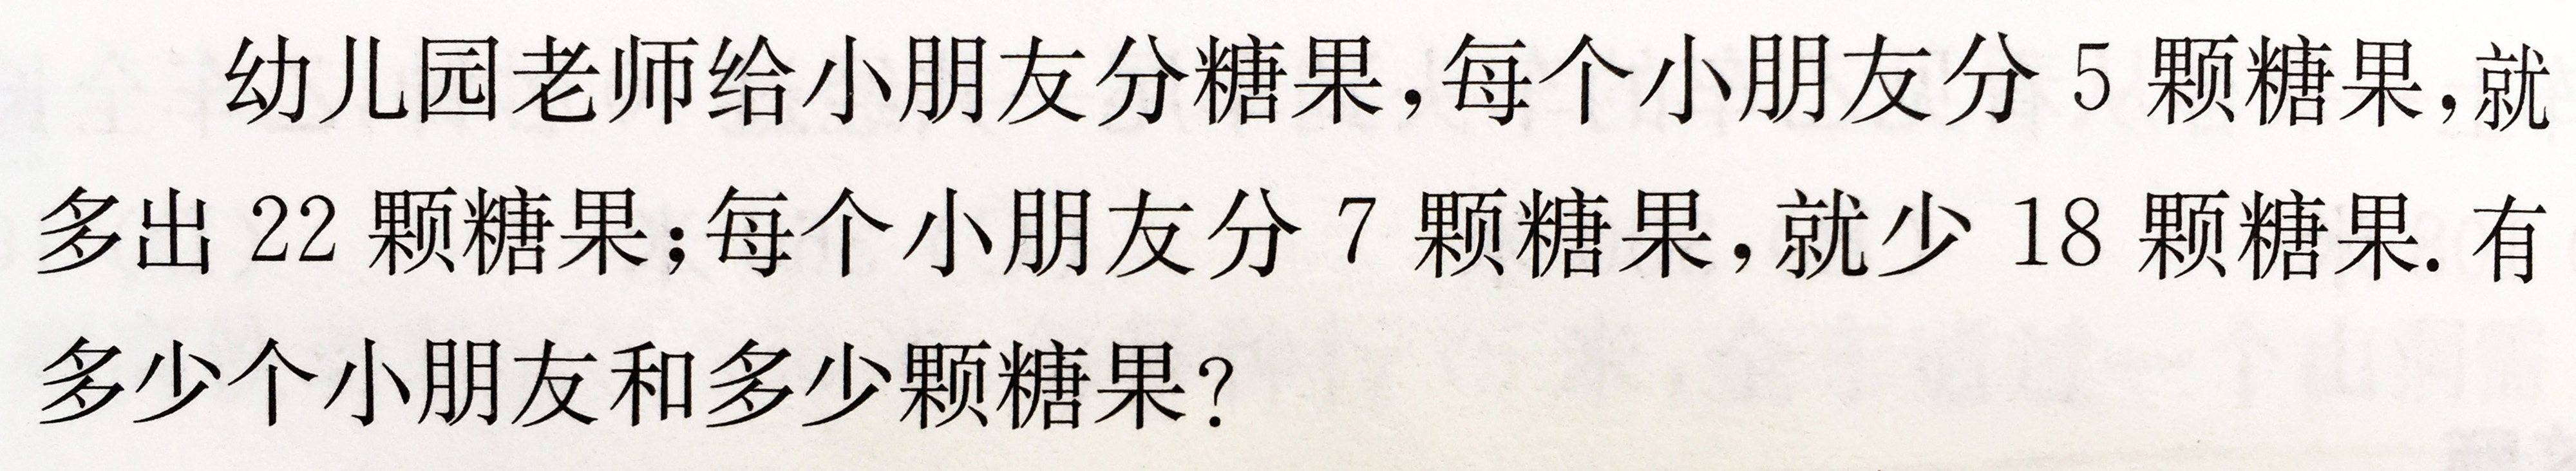 幼儿园老师给小朋友分糖果,每个小朋友分 5 颗糖果,就
多出 22 颗糖果;每个小朋友分 7 颗糖果,就少 18 颗糖果. 有
多少个小朋友和多少颗糖果?